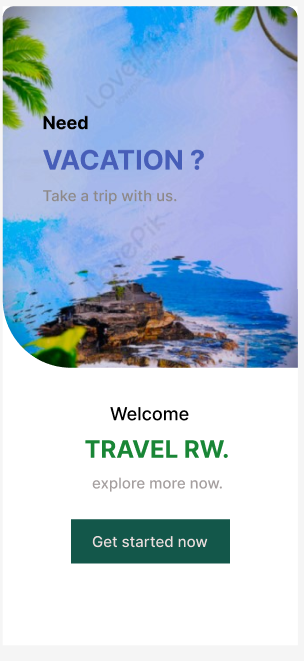 LovePik
Need
VACATION ?
Take a trip with us.
LovePik
Welcome
TRAVEL RW.
explore more now.
Get started now